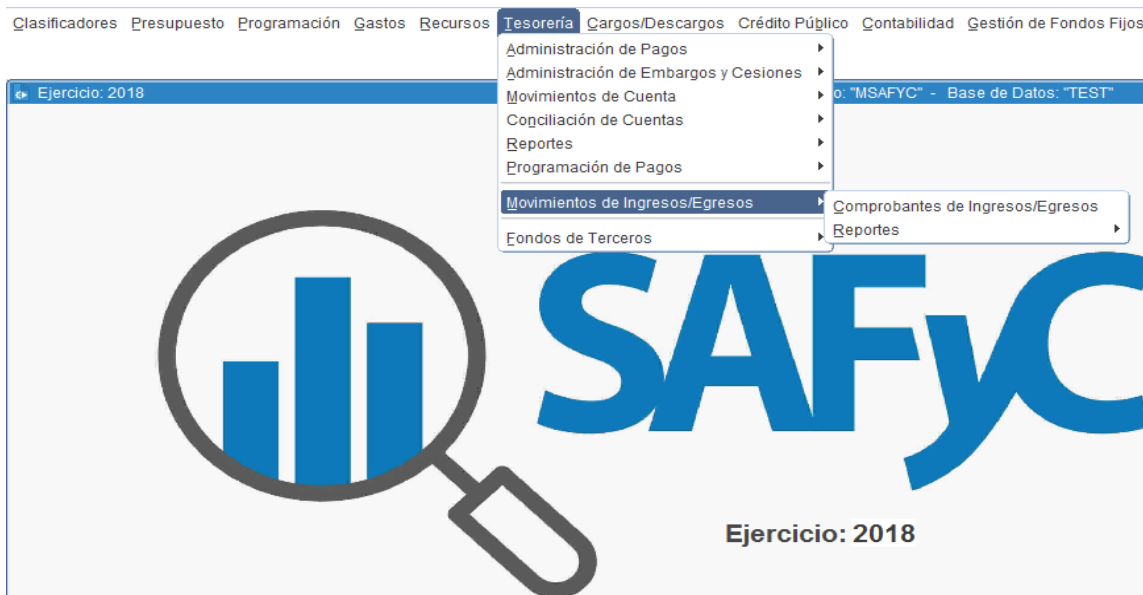 Clasificadores Presupuesto Programación Gastos Recursos Tesorería Cargos/Descargos Crédito Público Contabilidad Gestión de Fondos Fijos
Administración de Pagos
Administración de Embargos y Cesiones
Ejercicio: 2018 o: "MSAFYC" - Base de Datos: "TEST"
Movimientos de Cuenta
Conciliación de Cuentas
Reportes
Programación de Pagos
Movimientos de Ingresos/Egresos
Comprobantes de Ingresos/Egresos
Reportes
Fondos de Terceros
SAFyC
Ejercicio: 2018